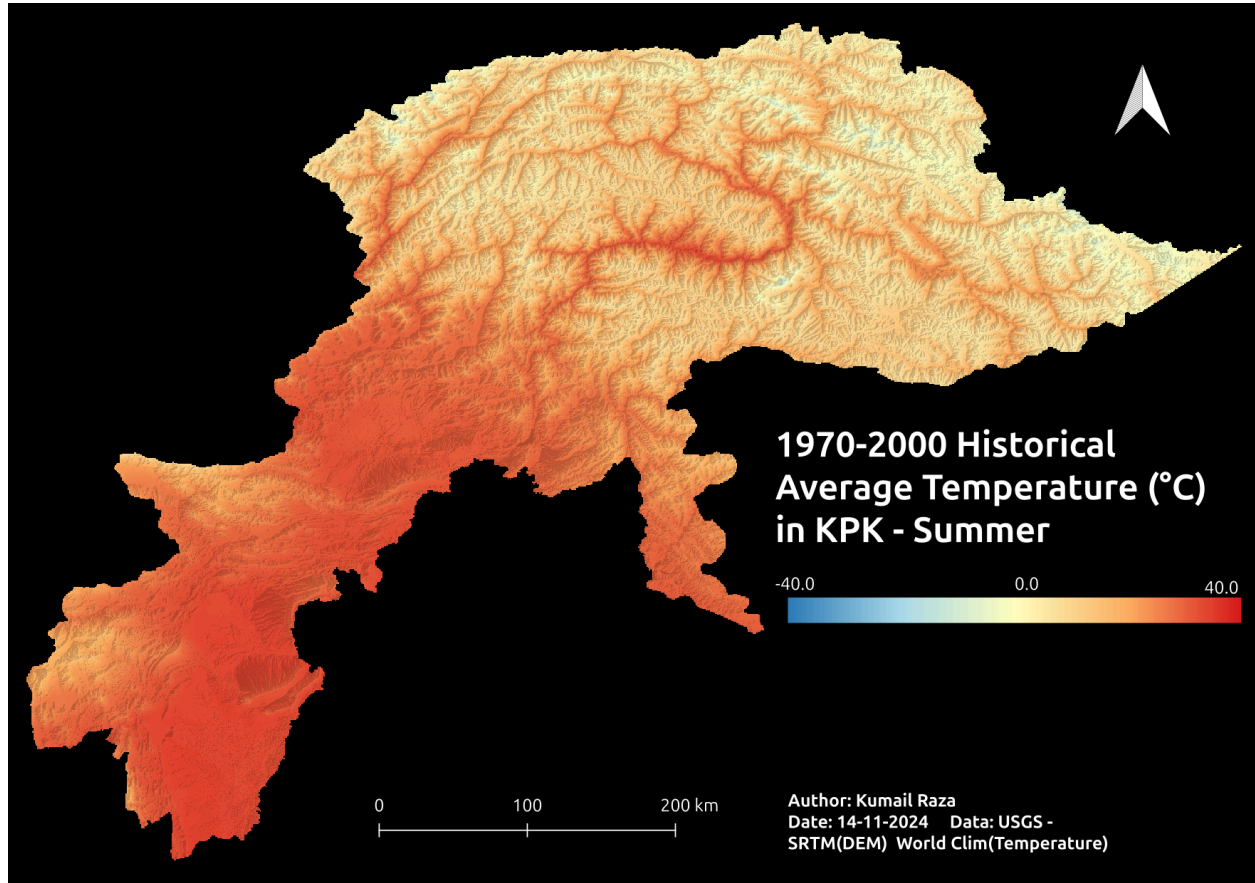 1970-2000 Historical
Average Temperature (°C)
in KPK - Summer
-40.0 0.0 40.0
0 100 200 km
Author: Kumail Raza
Date: 14-11-2024 Data: USGS -
SRTM(DEM) World Clim(Temperature)